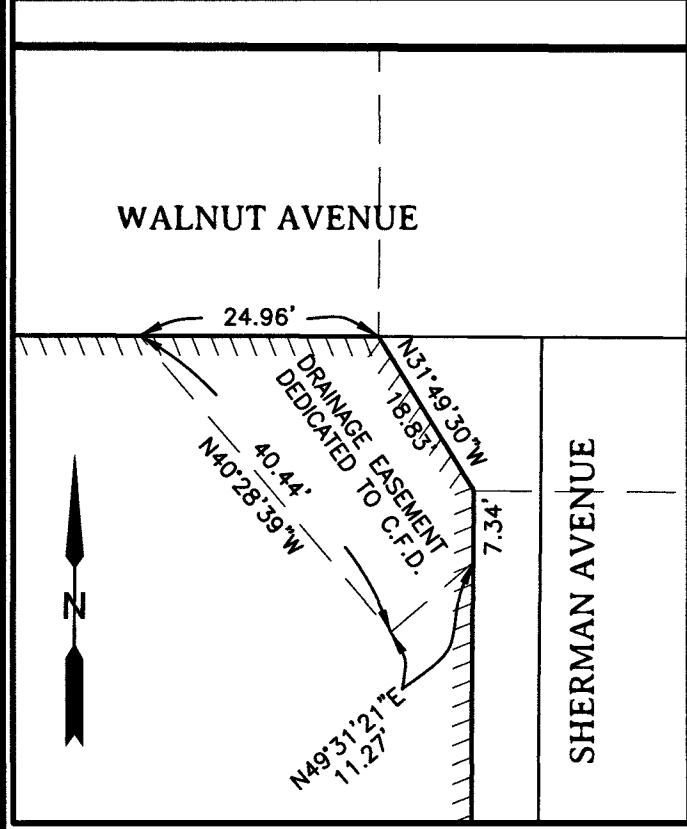 WALNUT AVENUE
24.96'
N31°49'30"W
18.83'
DRAINAGE EASEMENT
DEDICATED TO C.F.D.
40.44'
N40°28'39"W
7.34'
SHERMAN AVENUE
N
N49°31'21"E
11.27'